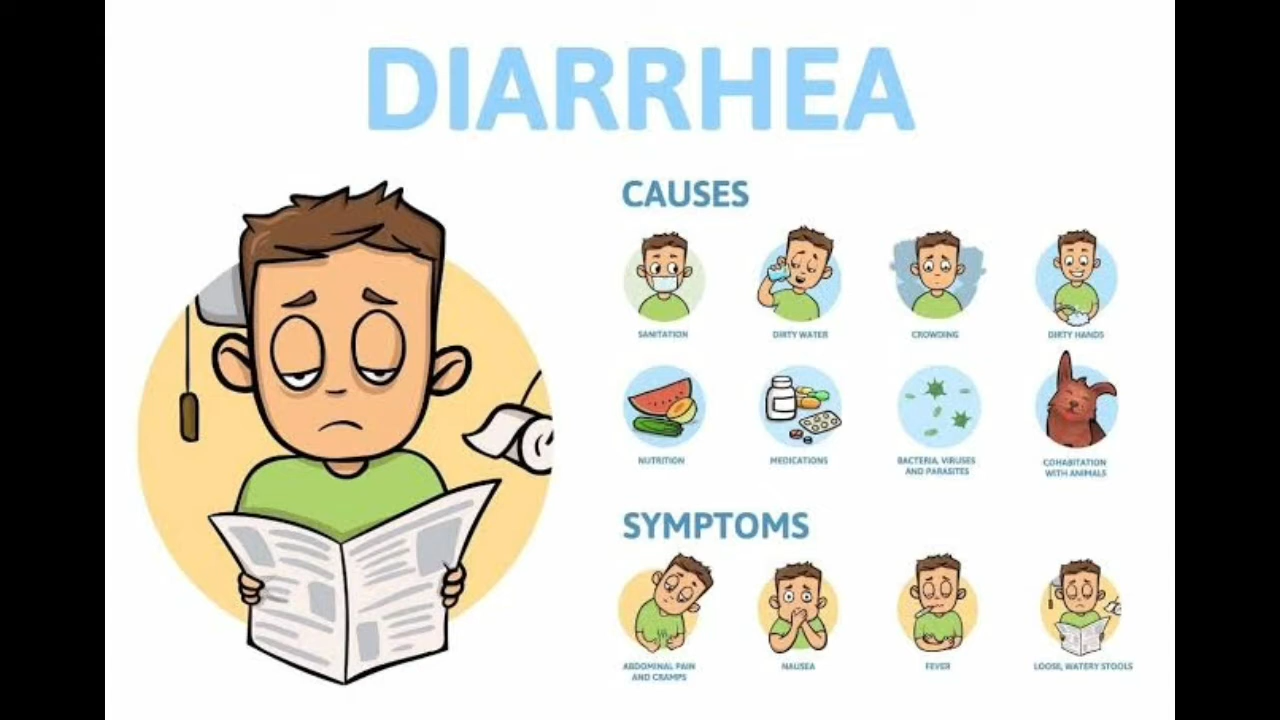 DIARRHEA
CAUSES
SANITATION
DIRTY WATER
CROWDING
DIRTY HANDS
NUTRITION
MEDICATIONS
BACTERIA, VIRUSES
AND PARASITES
COHABITATION
WITH ANIMALS
SYMPTOMS
ABDOMINAL PAIN
AND CRAMPS
NAUSEA
FEVER
LOOSE, WATERY STOOLS